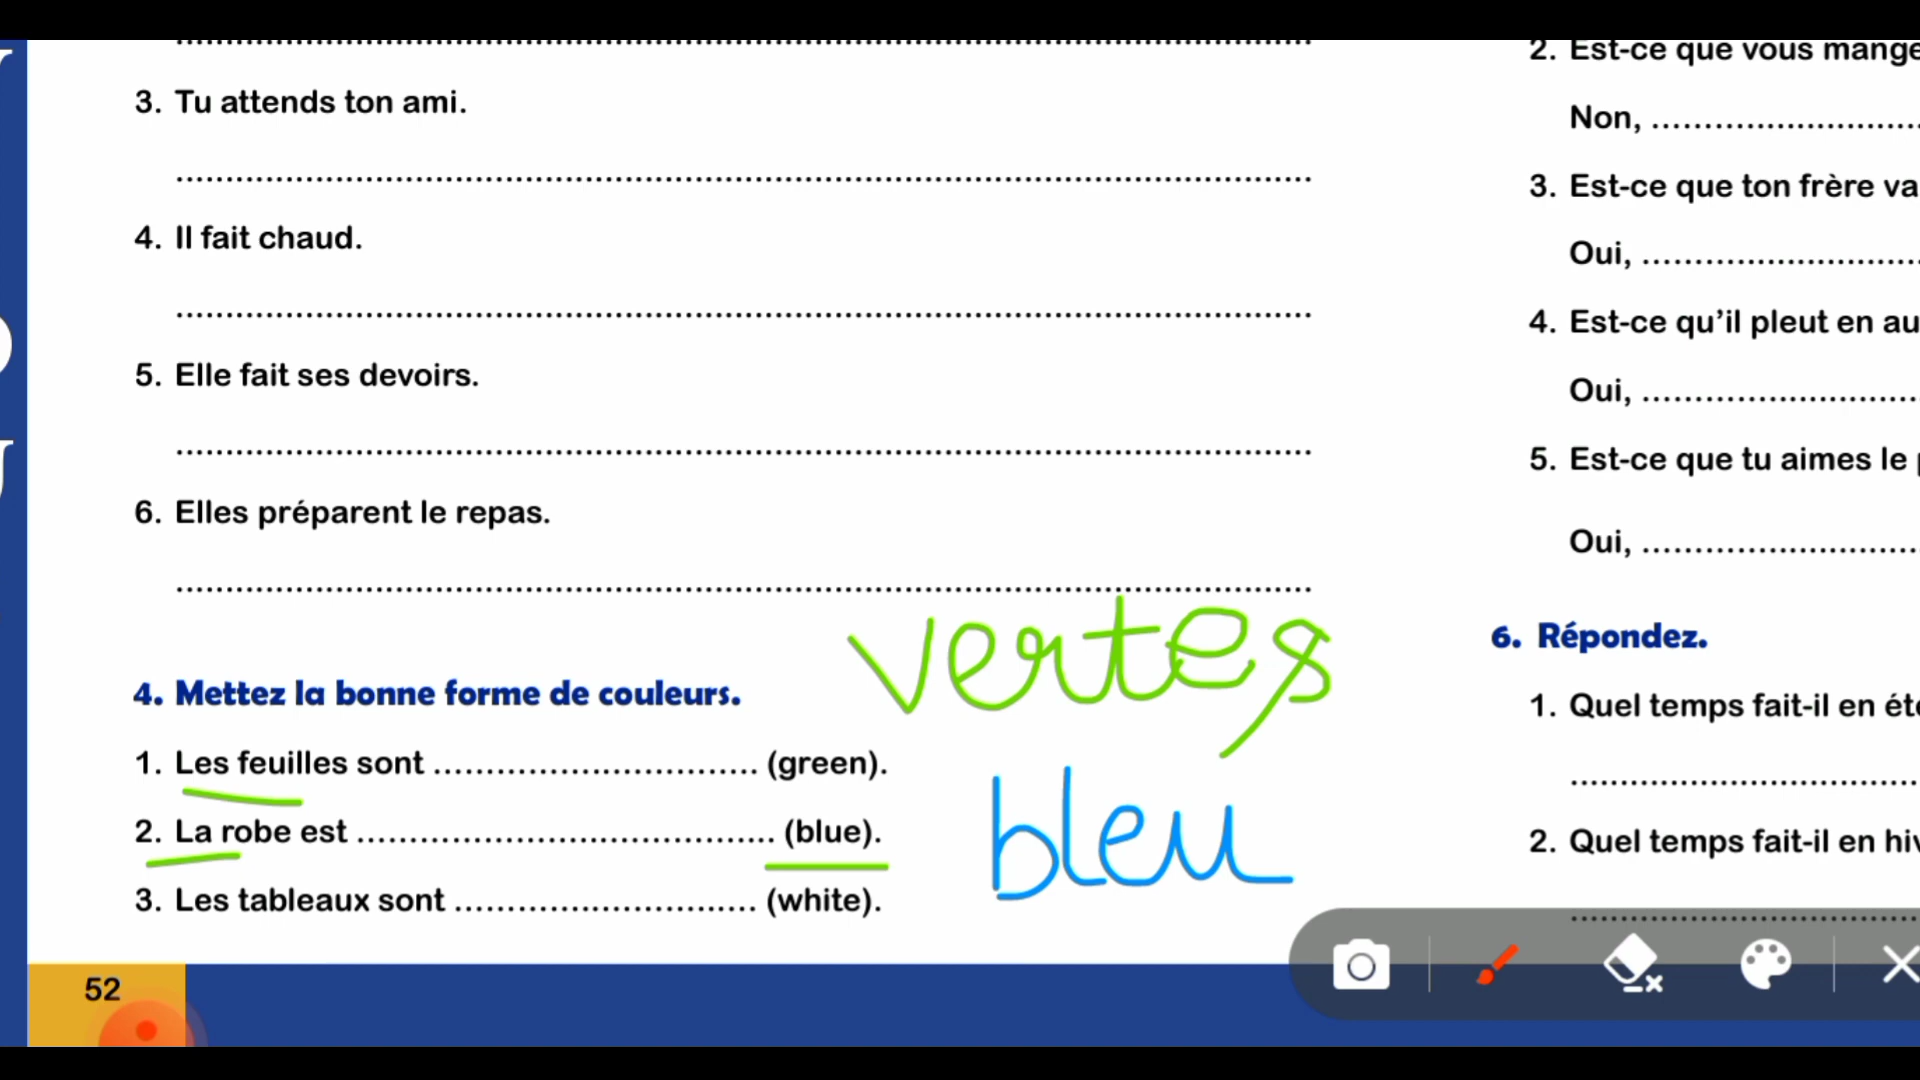 3. Tu attends ton ami.
4. Il fait chaud.
5. Elle fait ses devoirs.
6. Elles préparent le repas.
vertes
4. Mettez la bonne forme de couleurs.
1. Les feuilles sont .............................. (green).
2. La robe est ....................................... (blue).
bleu
3. Les tableaux sont ............................ (white).
52
2. Est-ce que vous mange
Non, .........................
3. Est-ce que ton frère va
Oui, .........................
4. Est-ce qu'il pleut en au
Oui, .........................
5. Est-ce que tu aimes le
Oui, .........................
6. Répondez.
1. Quel temps fait-il en ét
2. Quel temps fait-il en hiv